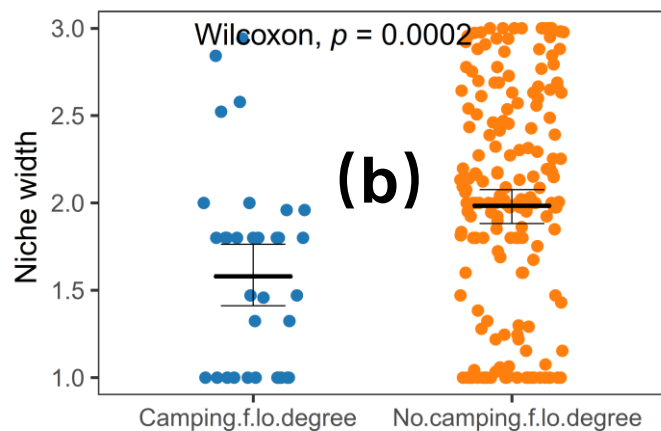 Wilcoxon, p = 0.0002
(b)
Niche width
3.0
2.5
2.0
1.5
1.0
Camping.f.lo.degree
No.camping.f.lo.degree